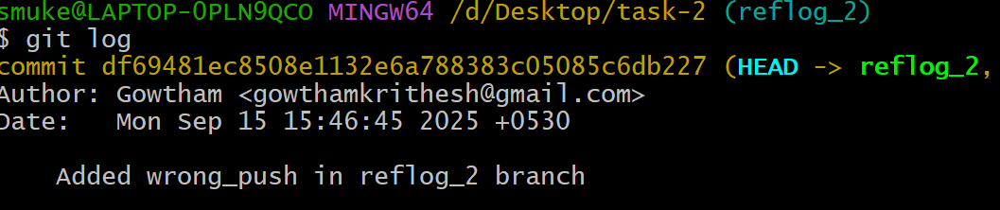 smuke@LAPTOP-0PLN9QCO MINGW64 /d/Desktop/task-2 (reflog_2)
$ git log
commit df69481ec8508e1132e6a788383c05085c6db227 (HEAD -> reflog_2,
Author: Gowtham <gowthamkrithesh@gmail.com>
Date:   Mon Sep 15 15:46:45 2025 +0530
    Added wrong_push in reflog_2 branch